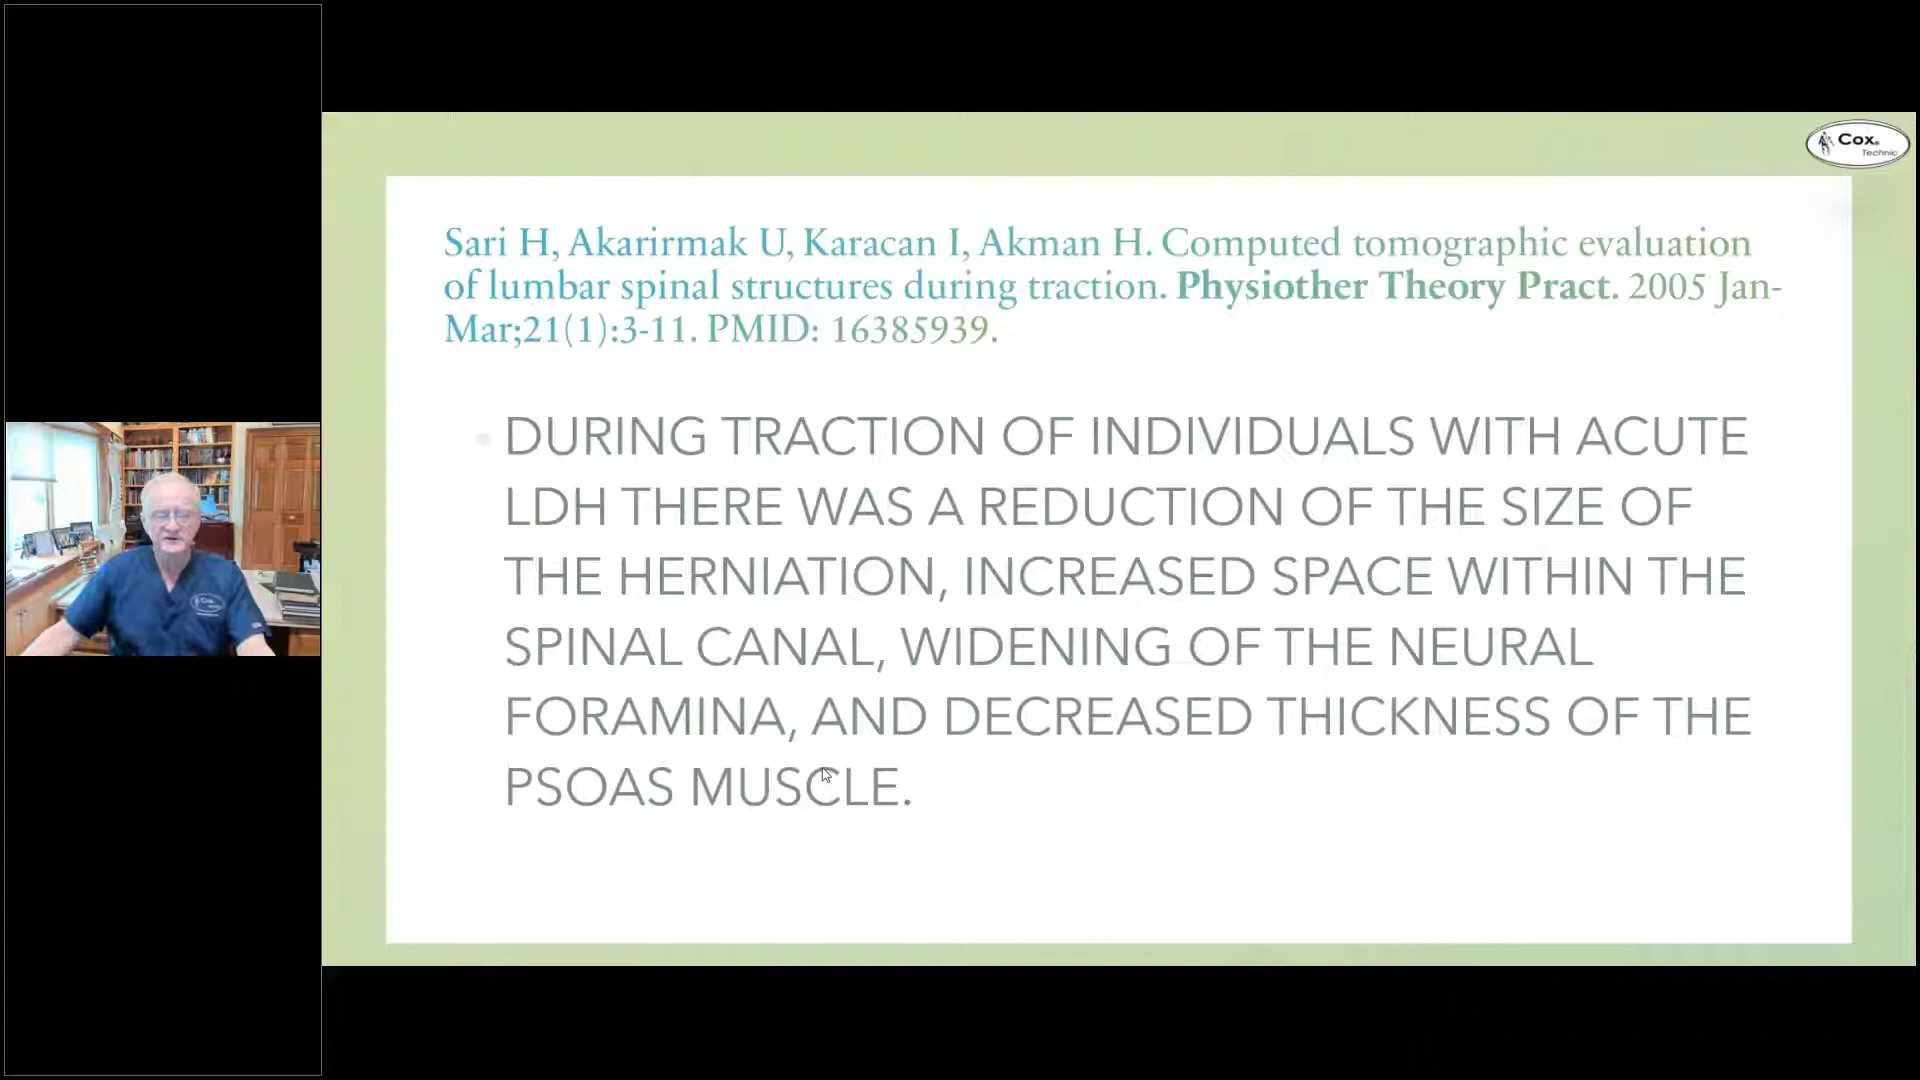 Cox®
Technic
Sari H, Akarirmak U, Karacan I, Akman H. Computed tomographic evaluation
of lumbar spinal structures during traction. Physiother Theory Pract. 2005 Jan-
Mar;21(1):3-11. PMID: 16385939.
• DURING TRACTION OF INDIVIDUALS WITH ACUTE
LDH THERE WAS A REDUCTION OF THE SIZE OF
THE HERNIATION, INCREASED SPACE WITHIN THE
SPINAL CANAL, WIDENING OF THE NEURAL
FORAMINA, AND DECREASED THICKNESS OF THE
PSOAS MUSCLE.
Cox